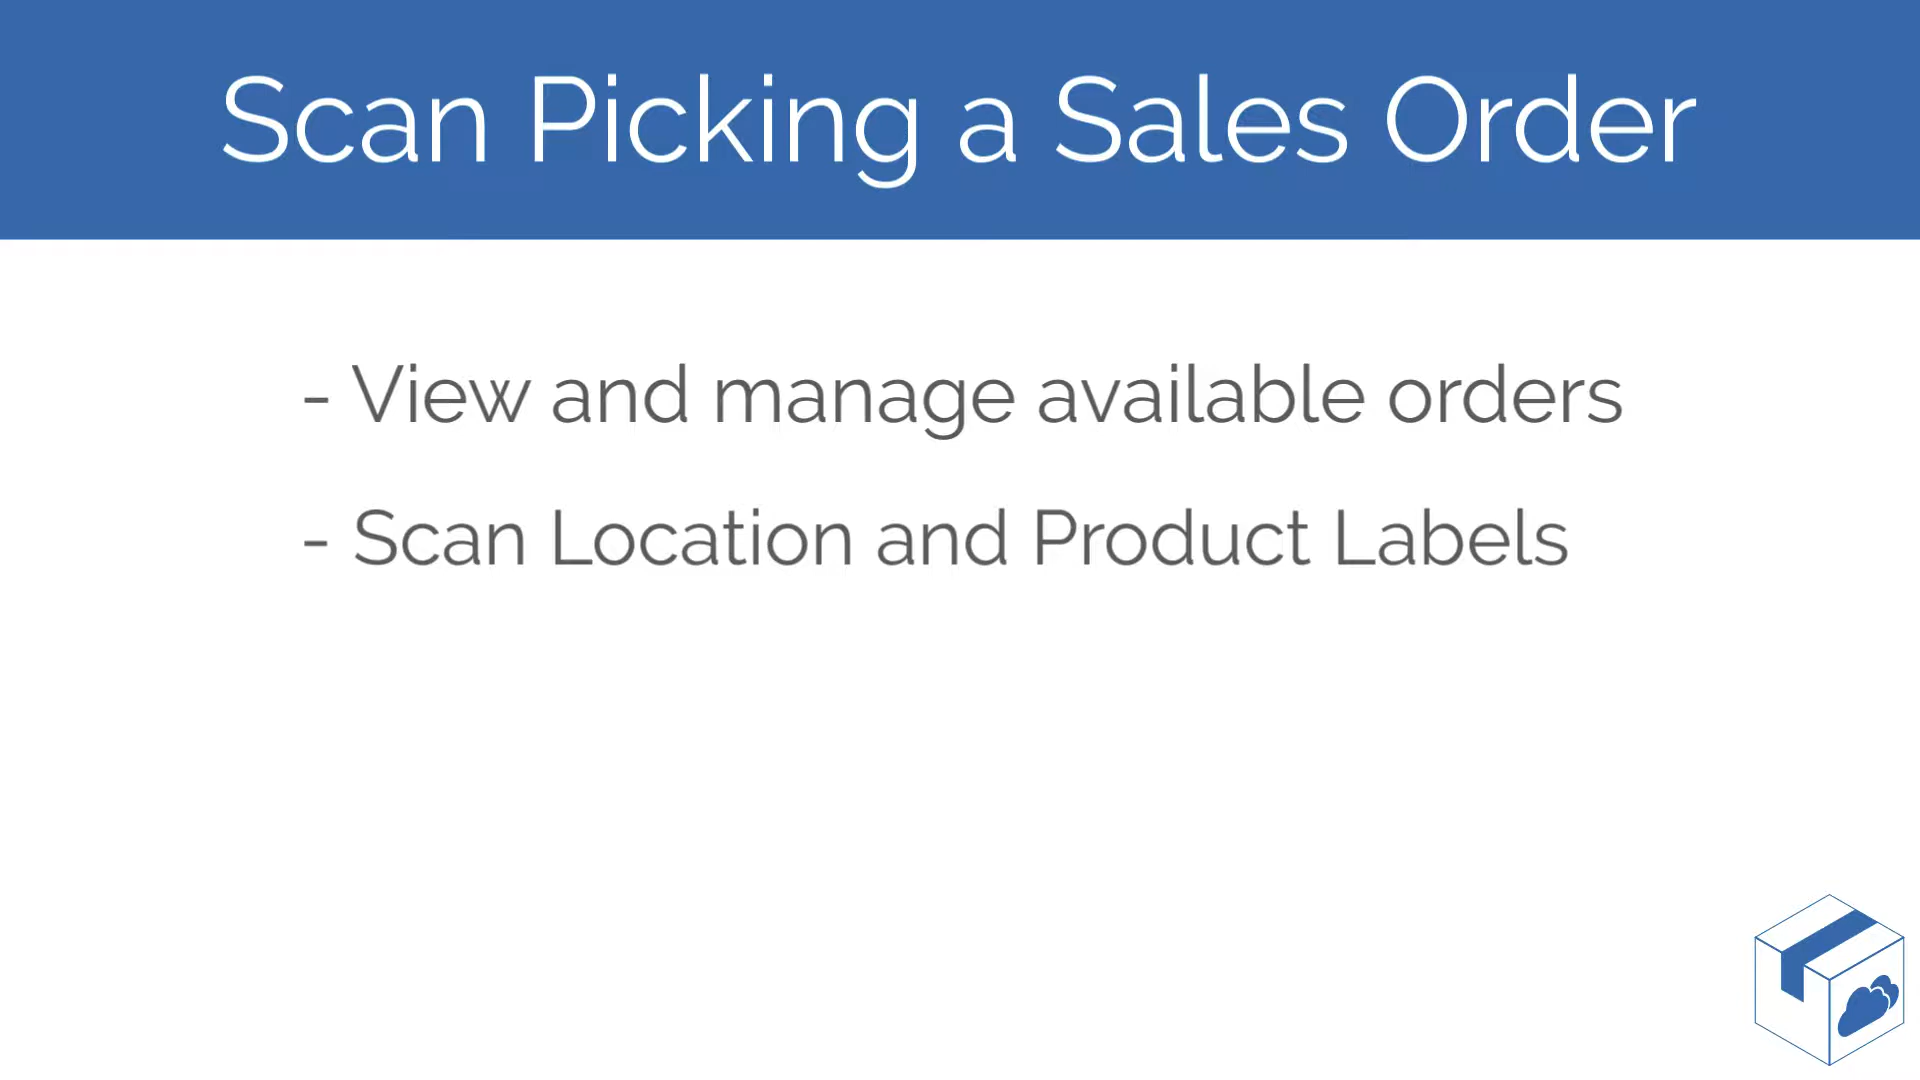 Scan Picking a Sales Order
- View and manage available orders
- Scan Location and Product Labels